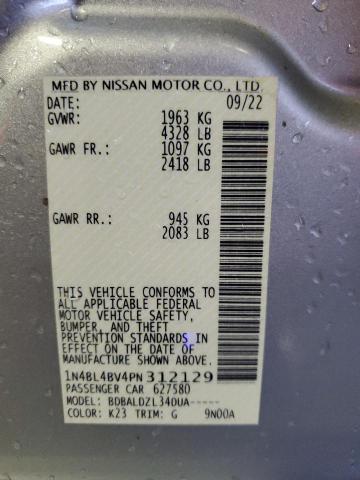 MFD BY NISSAN MOTOR CO., LTD.
DATE: 09/22
GVWR: 1963 KG
4328 LB
GAWR FR.: 1097 KG
2418 LB
GAWR RR.: 945 KG
2083 LB
THIS VEHICLE CONFORMS TO
ALL APPLICABLE FEDERAL
MOTOR VEHICLE SAFETY,
BUMPER, AND THEFT
PREVENTION STANDARDS IN
EFFECT ON THE DATE OF
MANUFACTURE SHOWN ABOVE.
1N4BL4BV4PN312129
PASSENGER CAR 627580
MODEL: BDBALDZL34DUA-----
COLOR: K23 TRIM: G 9N00A